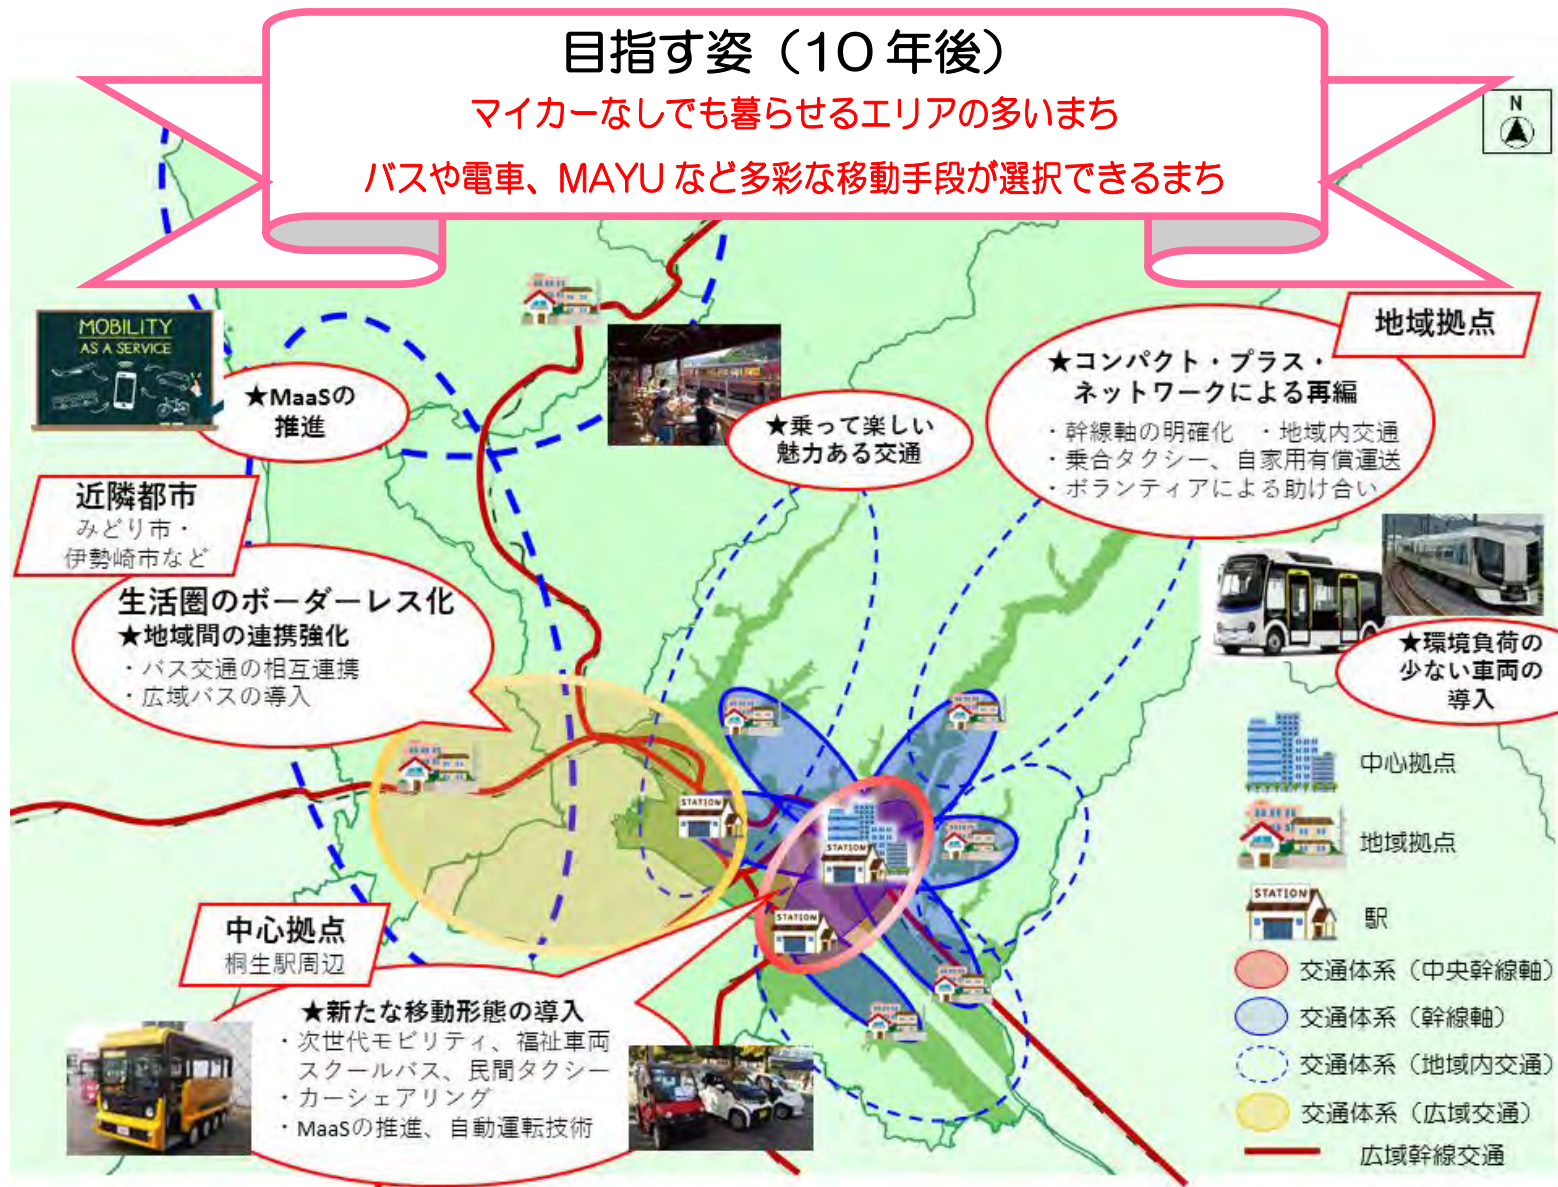 目指す姿（10年後）
マイカーなしでも暮らせるエリアの多いまち
バスや電車、MAYUなど多彩な移動手段が選択できるまち
N
MOBILITY
AS A SERVICE
★MaaSの
推進
★乗って楽しい
魅力ある交通
地域拠点
★コンパクト・プラス・
ネットワークによる再編
・幹線軸の明確化　・地域内交通
・乗合タクシー、自家用有償運送
・ボランティアによる助け合い
近隣都市
みどり市・
伊勢崎市など
生活圏のボーダーレス化
★地域間の連携強化
・バス交通の相互連携
・広域バスの導入
★環境負荷の
少ない車両の
導入
STATION
STATION
STATION
中心拠点
桐生駅周辺
★新たな移動形態の導入
・次世代モビリティ、福祉車両
スクールバス、民間タクシー
・カーシェアリング
・MaaSの推進、自動運転技術
中心拠点
地域拠点
STATION
駅
交通体系（中央幹線軸）
交通体系（幹線軸）
交通体系（地域内交通）
交通体系（広域交通）
広域幹線交通